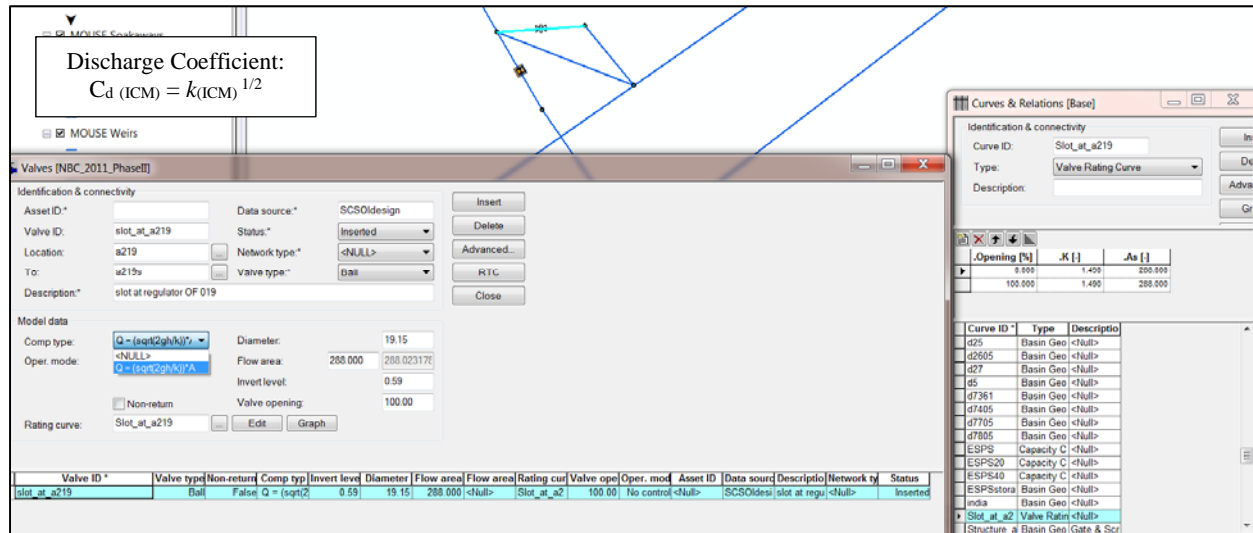 MOUSE Soakaways
Discharge Coefficient:
Cd (ICM) = k(ICM) 1/2
MOUSE Weirs
Curves & Relations [Base]
Identification & connectivity
Curve ID: Slot_at_a219
Type: Valve Rating Curve
Description:
In
De
Adva
Gr
.Opening [%] .K [-] .As [-]
0.000 1.490 288.000
100.000 1.490 288.000
Curve ID * Type Descriptio
d25 Basin Geo <Null>
d2605 Basin Geo <Null>
d27 Basin Geo <Null>
d5 Basin Geo <Null>
d7361 Basin Geo <Null>
d7405 Basin Geo <Null>
d7705 Basin Geo <Null>
d7805 Basin Geo <Null>
ESPS Capacity C <Null>
ESPS20 Capacity C <Null>
ESPS40 Capacity C <Null>
ESPSstora Basin Geo <Null>
india Basin Geo <Null>
Slot_at_a2 Valve Ratin <Null>
Structure_a Basin Geo Gate & Scr
Valves [NBC_2011_PhaseII]
Identification & connectivity
Asset ID:* Data source:* SCSOIdesign Insert
Valve ID: slot_at_a219 Status:* Inserted Delete
Location: a219 ... Network type:* <NULL> Advanced...
To: ... Valve type:* Ball RTC
Description:* slot at regulator OF 019 Close
Model data
Comp type: Q = (sqrt(2gh/k))*A Diameter: 19.15
<NULL>
Q = (sqrt(2gh/k))*A
Oper. mode: Flow area: 288.000 288.023178
Invert level: 0.59
Non-return Valve opening: 100.00
Rating curve: Slot_at_a219 ... Edit Graph
Valve ID * Valve type Non-return Comp typ Invert leve Diameter Flow area Flow area Rating cur Valve ope Oper. mod Asset ID Data sourc Descriptio Network ty Status
slot_at_a219 Ball False Q = (sqrt(2 0.59 19.15 288.000 <Null> Slot_at_a2 100.00 No control <Null> SCSOIdesi slot at regu <Null> Inserted